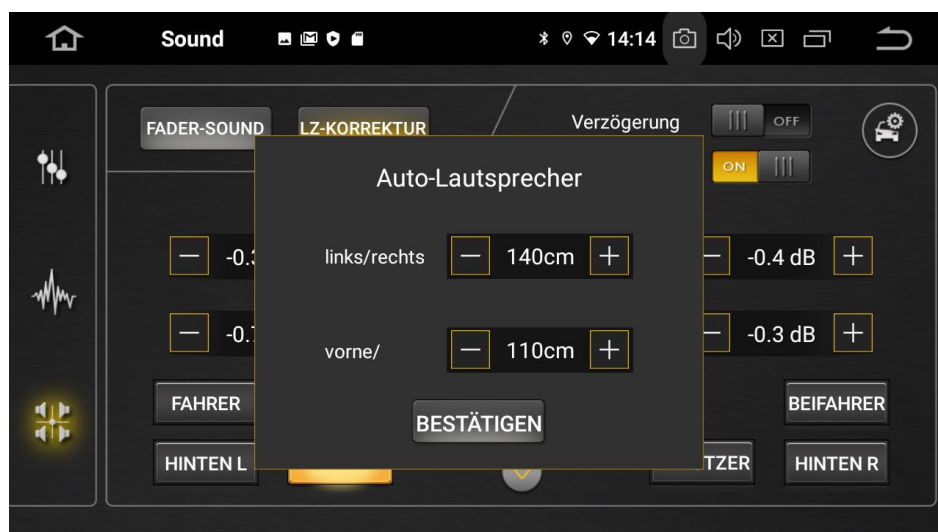 Sound
14:14
FADER-SOUND LZ-KORREKTUR Verzögerung OFF
ON
Auto-Lautsprecher
links/rechts 140cm
-0.4 dB
vorne/ 110cm
-0.3 dB
BESTÄTIGEN
FAHRER BEIFAHRER
HINTEN L HINTEN R